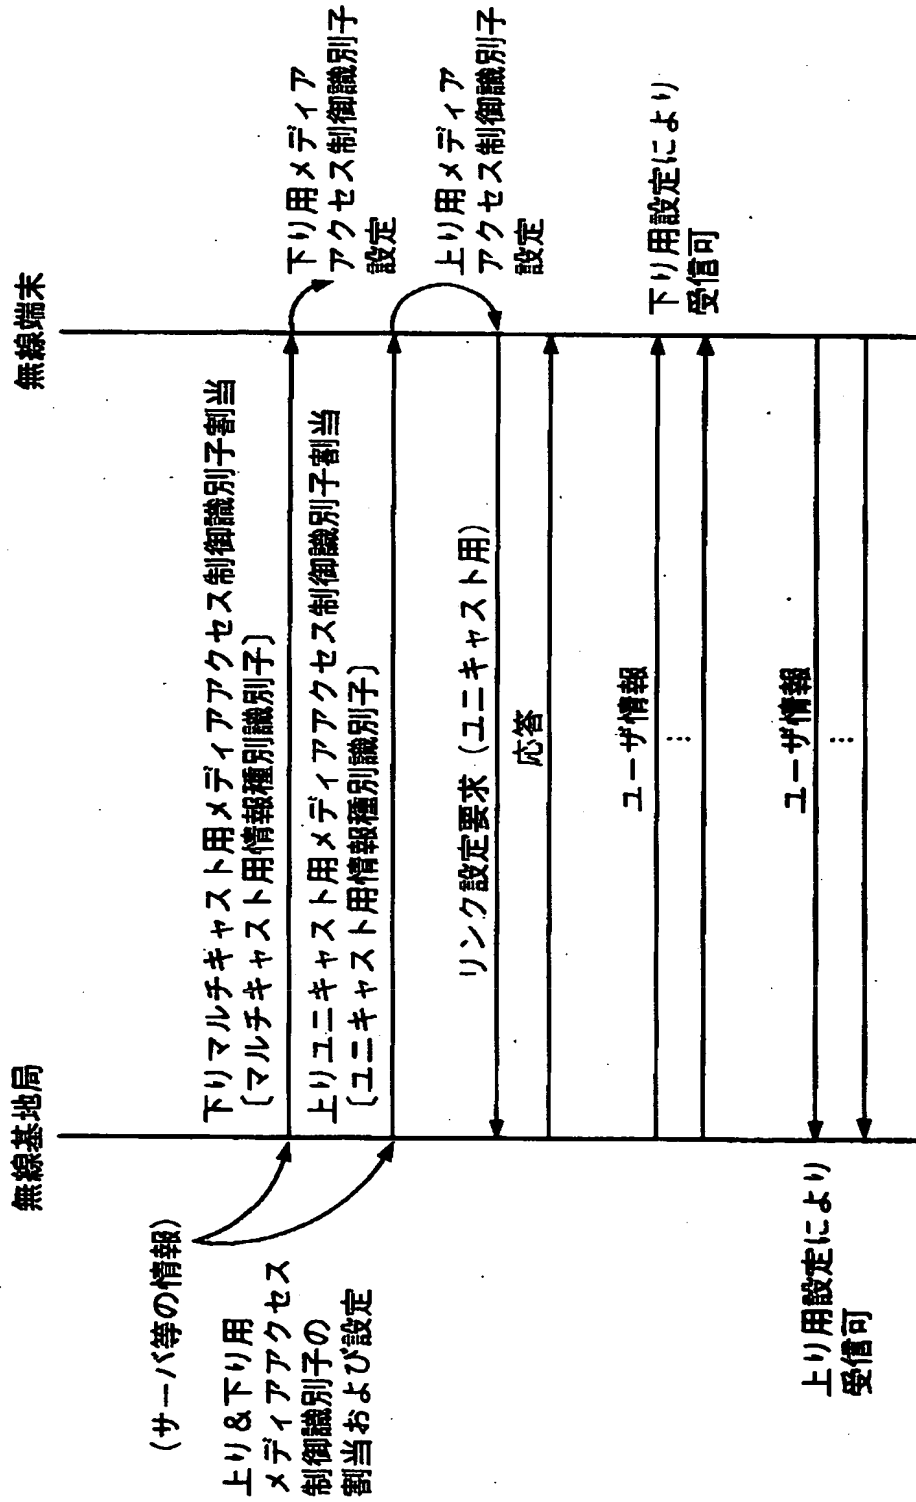 無線基地局
無線端末
(サーバ等の情報)
上り&下り用
メディアアクセス
制御識別子の
割当および設定
下りマルチキャスト用メディアアクセス制御識別子割当
〔マルチキャスト用情報種別識別子〕
下り用メディア
アクセス制御識別子
設定
上りユニキャスト用メディアアクセス制御識別子割当
〔ユニキャスト用情報種別識別子〕
上り用メディア
アクセス制御識別子
設定
リンク設定要求(ユニキャスト用)
応答
ユーザ情報
…
下り用設定により
受信可
ユーザ情報
…
上り用設定により
受信可